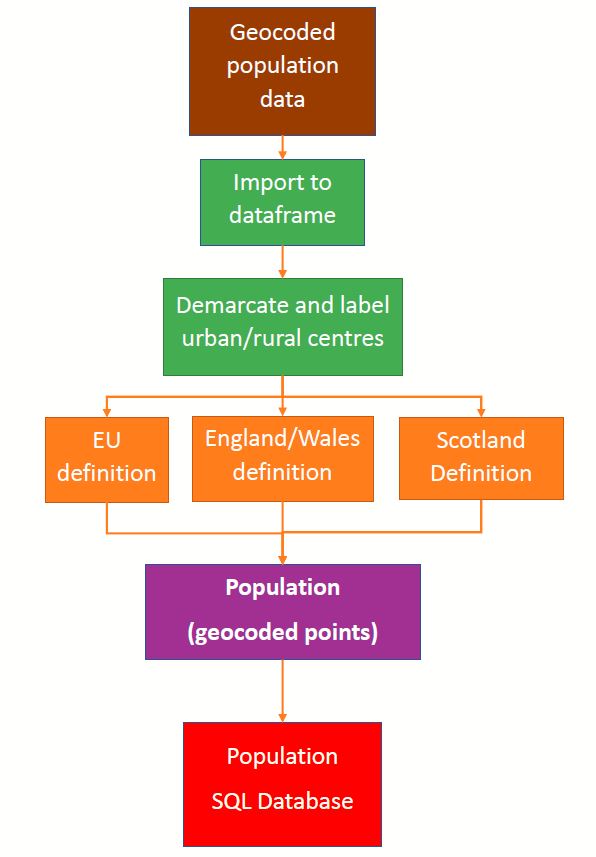 Geocoded
population
data
Import to
dataframe
Demarcate and label
urban/rural centres
EU
definition
England/Wales
definition
Scotland
Definition
Population
(geocoded points)
Population
SQL Database